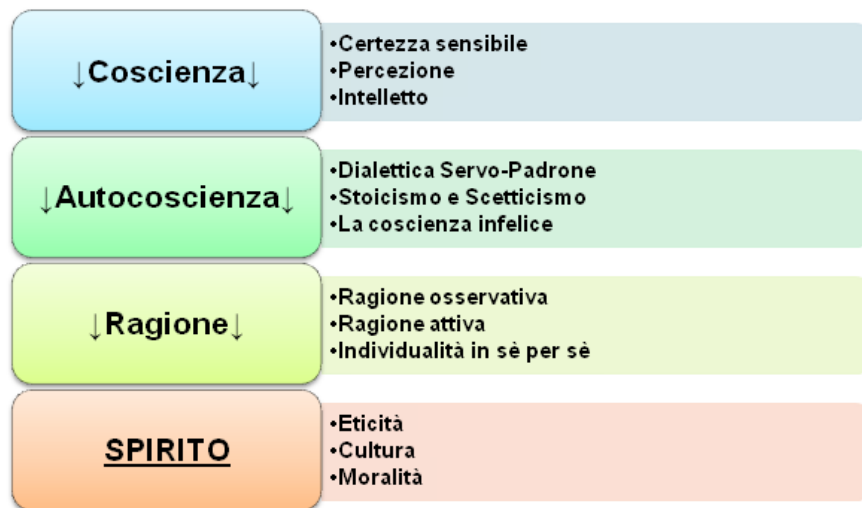 ↓Coscienza↓
•Certezza sensibile
•Percezione
•Intelletto
↓Autocoscienza↓
•Dialettica Servo-Padrone
•Stoicismo e Scetticismo
•La coscienza infelice
↓Ragione↓
•Ragione osservativa
•Ragione attiva
•Individualità in sè per sè
SPIRITO
•Eticità
•Cultura
•Moralità